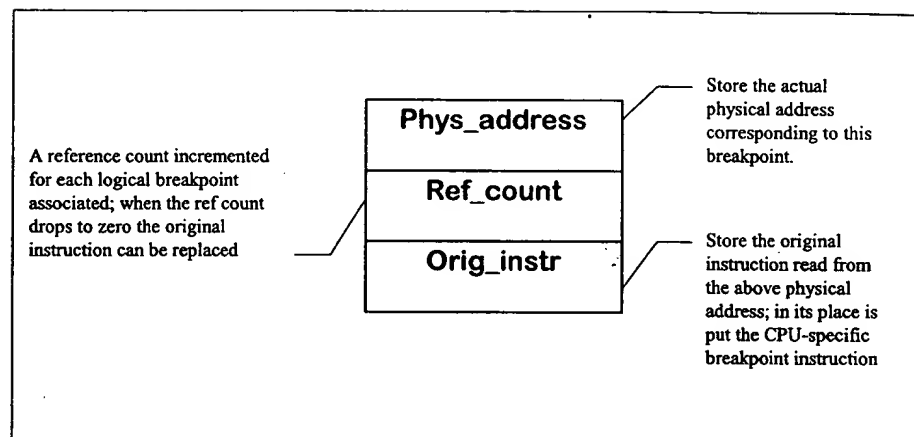 Phys_address
Ref_count
Orig_instr
A reference count incremented
for each logical breakpoint
associated; when the ref count
drops to zero the original
instruction can be replaced
Store the actual
physical address
corresponding to this
breakpoint.
Store the original
instruction read from
the above physical
address; in its place is
put the CPU-specific
breakpoint instruction